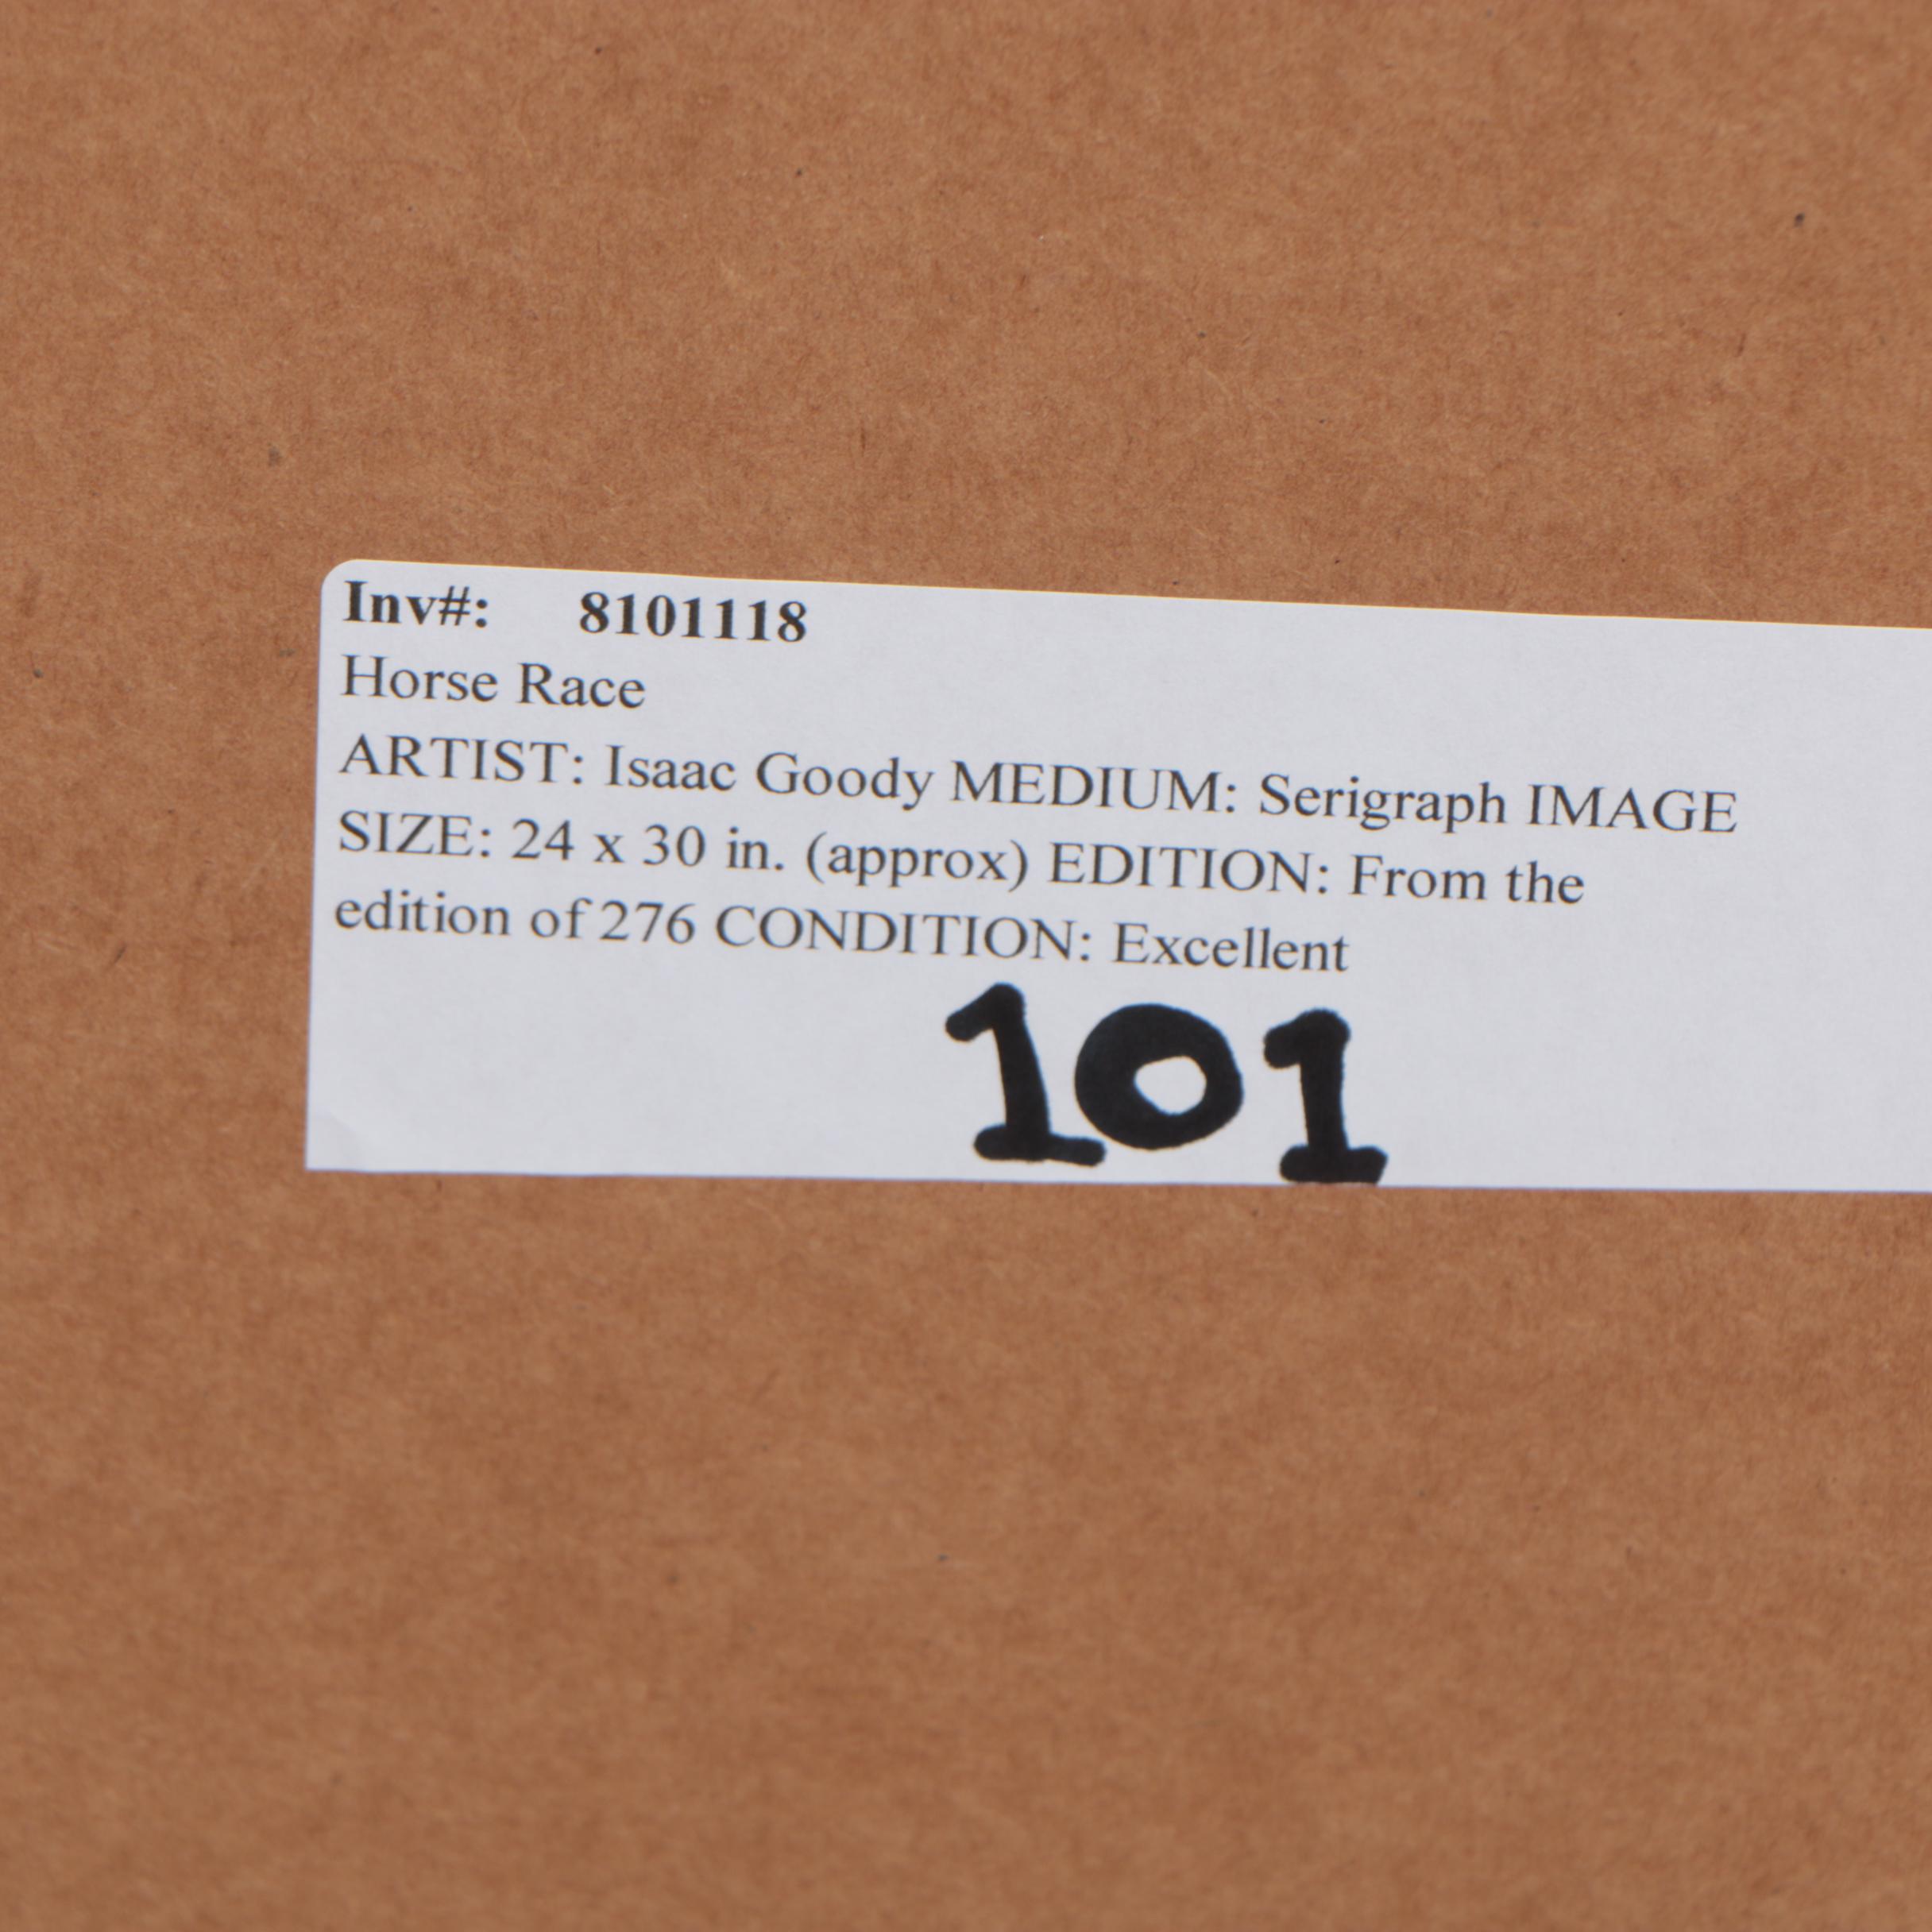 Inv#: 8101118
Horse Race
ARTIST: Isaac Goody MEDIUM: Serigraph IMAGE
SIZE: 24 x 30 in. (approx) EDITION: From the
edition of 276 CONDITION: Excellent
101